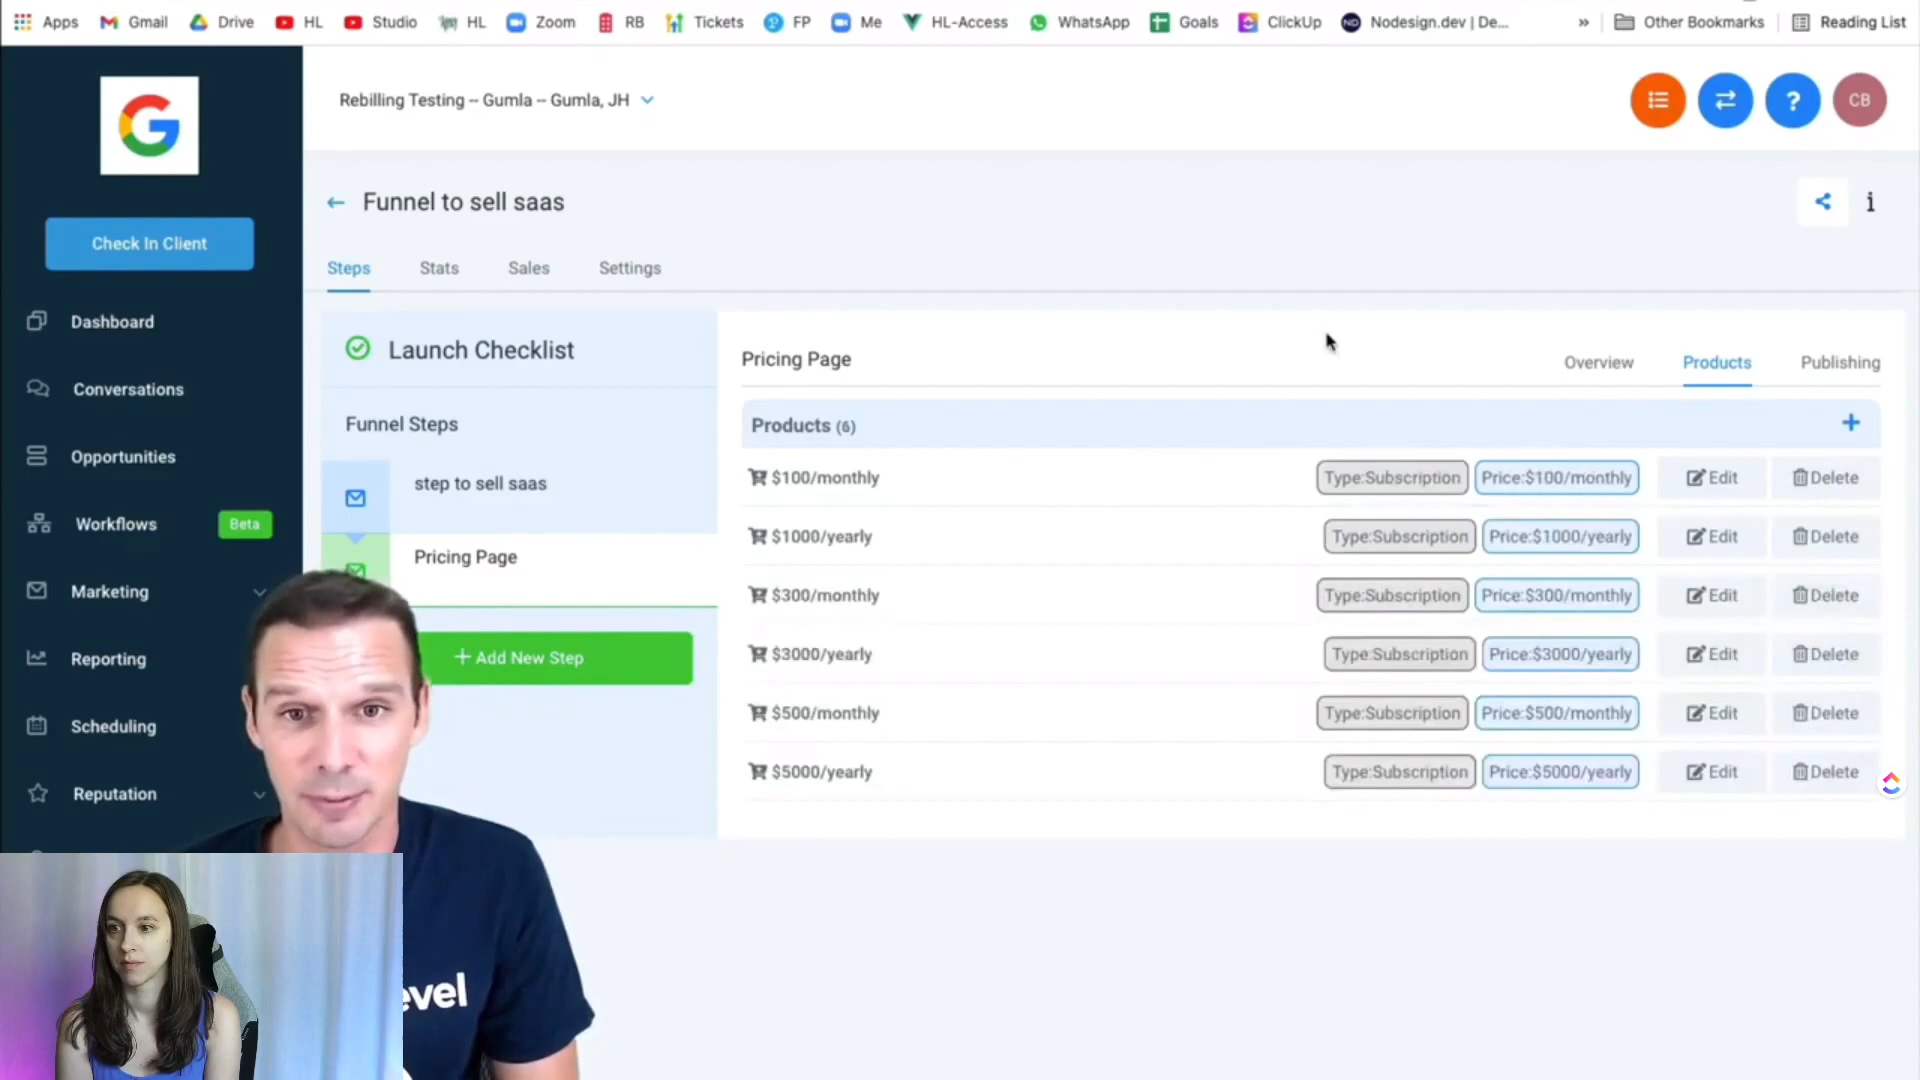 Apps Gmail Drive HL Studio HL Zoom RB Tickets FP Me HL-Access WhatsApp Goals ClickUp Nodesign.dev | De... » Other Bookmarks Reading List
Rebilling Testing -- Gumla -- Gumla, JH
? CB
Check In Client
Funnel to sell saas
i
Steps Stats Sales Settings
Dashboard
Conversations
Opportunities
Workflows Beta
Marketing
Reporting
Scheduling
Reputation
Launch Checklist
Funnel Steps
step to sell saas
Pricing Page
+ Add New Step
Pricing Page
Overview Products Publishing
Products (6) +
$100/monthly Type:Subscription Price:$100/monthly Edit Delete
$1000/yearly Type:Subscription Price:$1000/yearly Edit Delete
$300/monthly Type:Subscription Price:$300/monthly Edit Delete
$3000/yearly Type:Subscription Price:$3000/yearly Edit Delete
$500/monthly Type:Subscription Price:$500/monthly Edit Delete
$5000/yearly Type:Subscription Price:$5000/yearly Edit Delete
evel